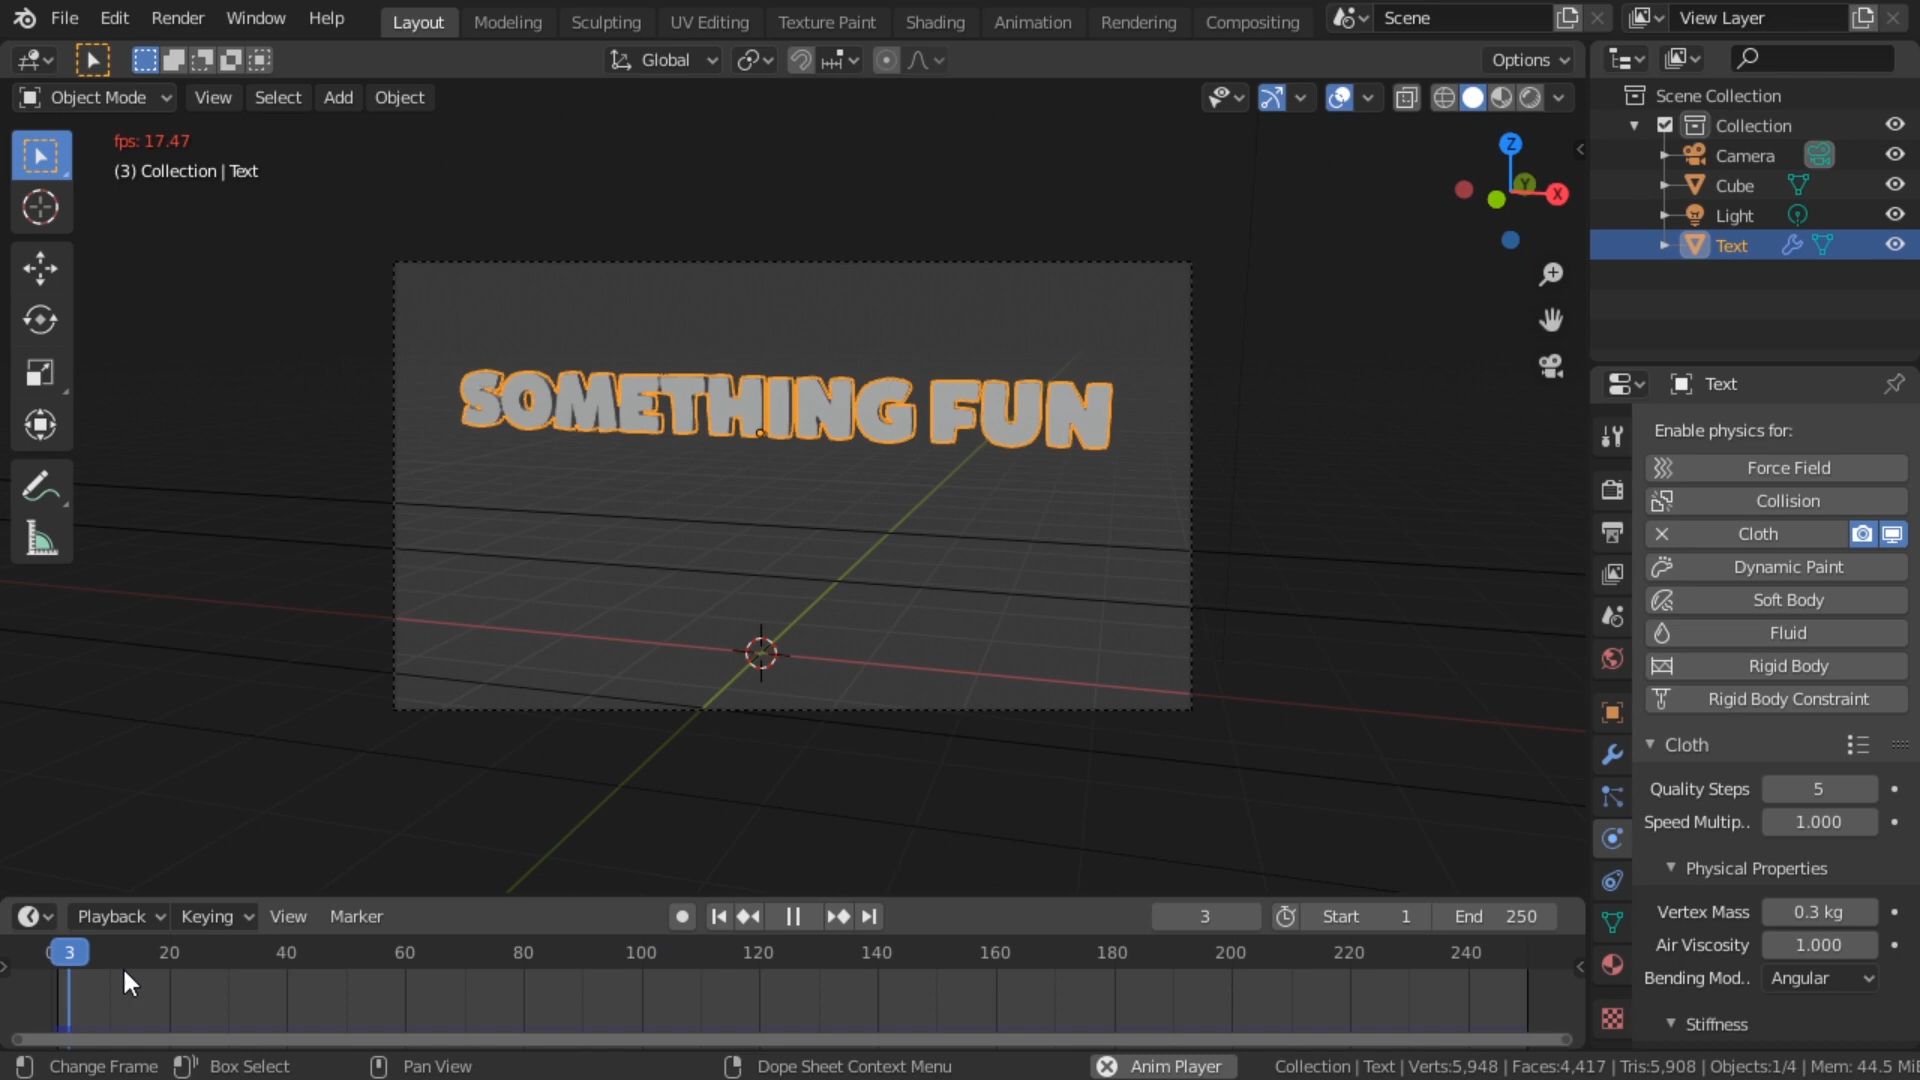 File Edit Render Window Help Layout Modeling Sculpting UV Editing Texture Paint Shading Animation Rendering Compositing Scene View Layer
Global Options
Object Mode View Select Add Object
Scene Collection
Collection
Camera
Cube
Light
Text
fps: 17.47
(3) Collection | Text
Z
Y
X
SOMETHING FUN
Text
Enable physics for:
Force Field
Collision
Cloth
Dynamic Paint
Soft Body
Fluid
Rigid Body
Rigid Body Constraint
Cloth
Quality Steps 5
Speed Multip.. 1.000
Physical Properties
Vertex Mass 0.3 kg
Air Viscosity 1.000
Bending Mod.. Angular
Stiffness
Playback Keying View Marker 3 Start 1 End 250
3 20 40 60 80 100 120 140 160 180 200 220 240
Change Frame Box Select Pan View Dope Sheet Context Menu Anim Player Collection | Text | Verts:5,948 | Faces:4,417 | Tris:5,908 | Objects:1/4 | Mem: 44.5 Mi